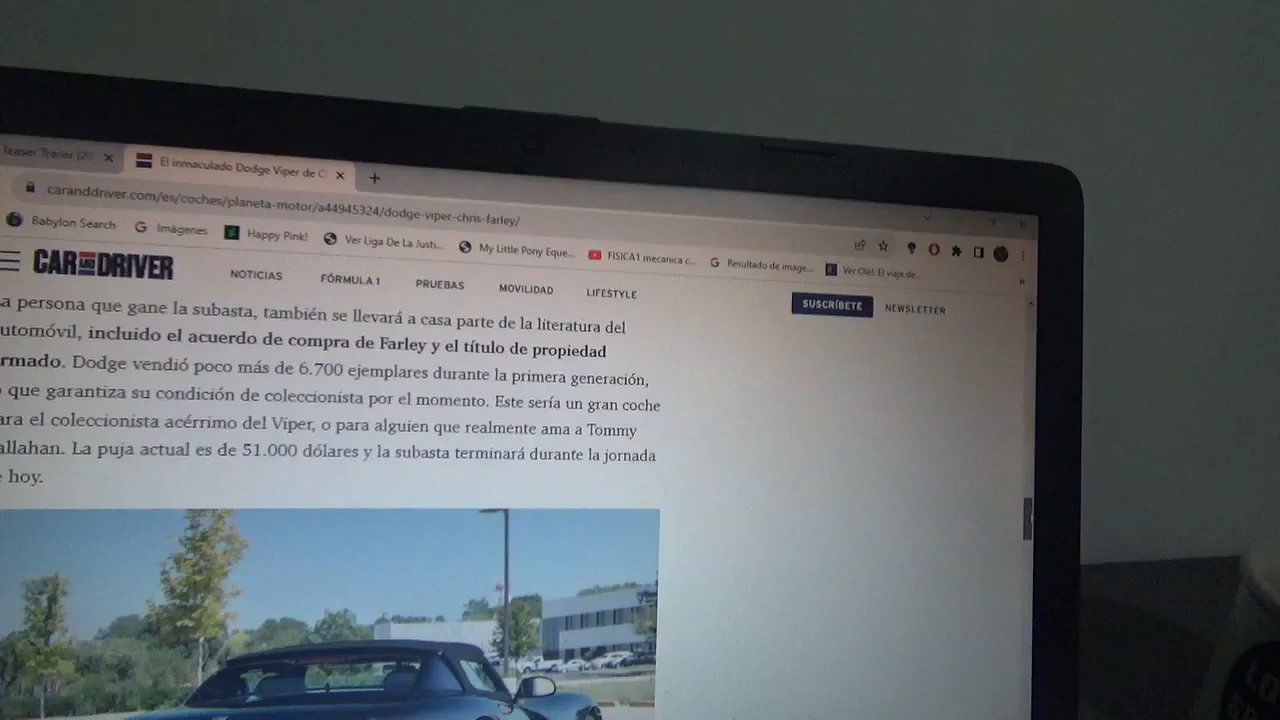 Teaser Trailer (20
El inmaculado Dodge Viper de C
caranddriver.com/es/coches/planeta-motor/a44945324/dodge-viper-chris-farley/
Babylon Search
Imágenes
Happy Pink!
Ver Liga De La Justi...
My Little Pony Eque...
FISICA1 mecanica c...
Resultado de image...
Ver Olé!: El viaje de...
CAR AND DRIVER
NOTICIAS
FÓRMULA 1
PRUEBAS
MOVILIDAD
LIFESTYLE
SUSCRÍBETE
NEWSLETTER
a persona que gane la subasta, también se llevará a casa parte de la literatura del
utomóvil, incluido el acuerdo de compra de Farley y el título de propiedad
rmado. Dodge vendió poco más de 6.700 ejemplares durante la primera generación,
que garantiza su condición de coleccionista por el momento. Este sería un gran coche
ara el coleccionista acérrimo del Viper, o para alguien que realmente ama a Tommy
allahan. La puja actual es de 51.000 dólares y la subasta terminará durante la jornada
e hoy.